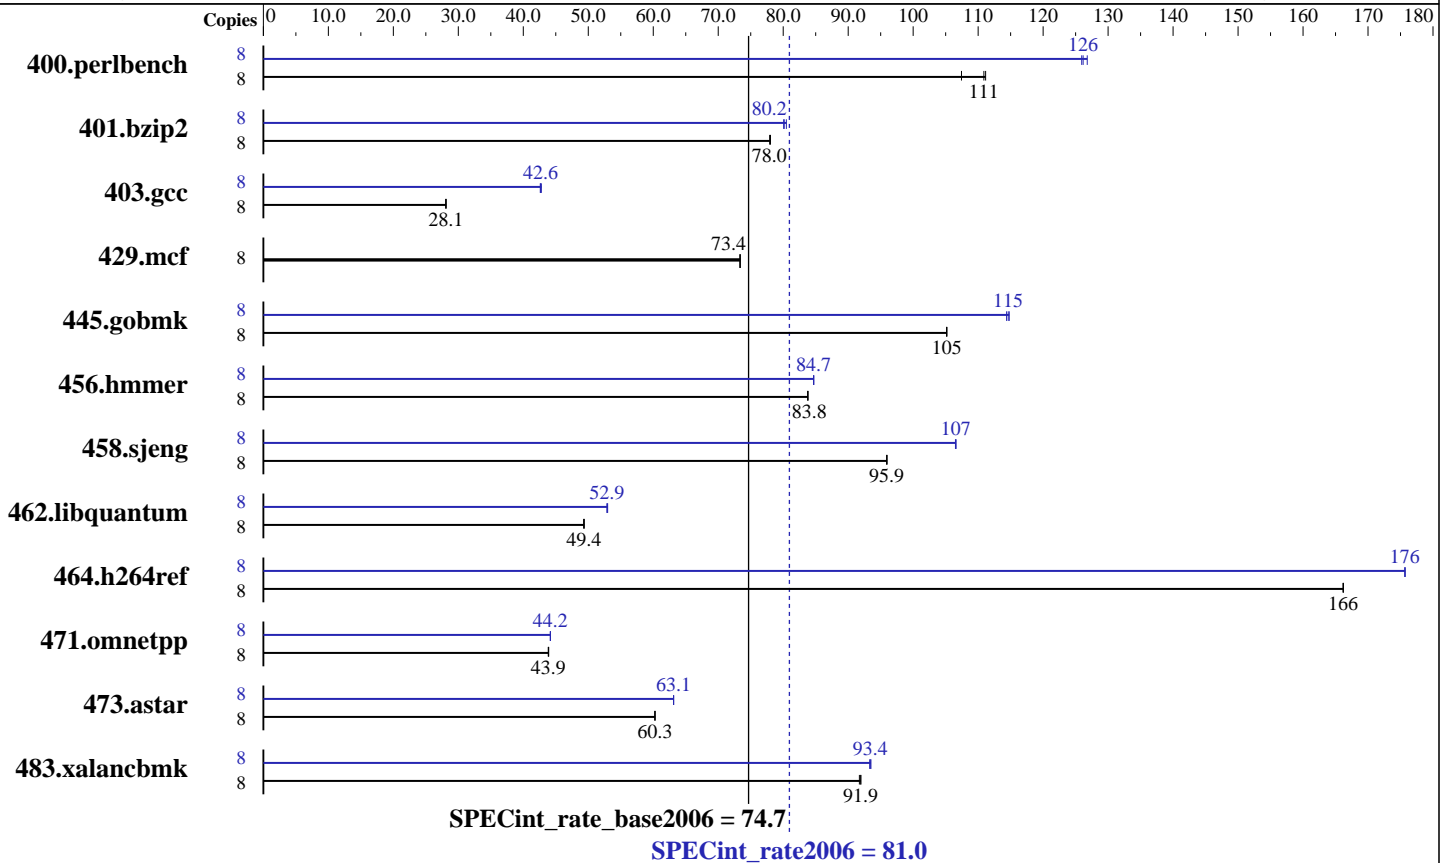 Copies 0 10.0 20.0 30.0 40.0 50.0 60.0 70.0 80.0 90.0 100 110 120 130 140 150 160 170 180
400.perlbench 8 126
8 111
401.bzip2 8 80.2
8 78.0
403.gcc 8 42.6
8 28.1
429.mcf 8 73.4
445.gobmk 8 115
8 105
456.hmmer 8 84.7
8 83.8
458.sjeng 8 107
8 95.9
462.libquantum 8 52.9
8 49.4
464.h264ref 8 176
8 166
471.omnetpp 8 44.2
8 43.9
473.astar 8 63.1
8 60.3
483.xalancbmk 8 93.4
8 91.9
SPECint_rate_base2006 = 74.7
SPECint_rate2006 = 81.0